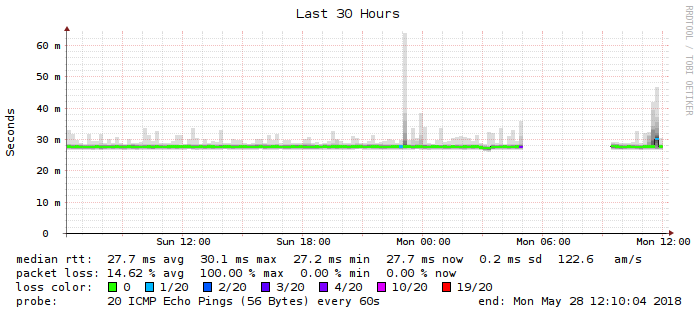 Last 30 Hours
RRDTOOL / TOBI OETIKER
Seconds
60 m
50 m
40 m
30 m
20 m
10 m
0
Sun 12:00 Sun 18:00 Mon 00:00 Mon 06:00 Mon 12:00
median rtt: 27.7 ms avg 30.1 ms max 27.2 ms min 27.7 ms now 0.2 ms sd 122.6 am/s
packet loss: 14.62 % avg 100.00 % max 0.00 % min 0.00 % now
loss color: 0 1/20 2/20 3/20 4/20 10/20 19/20
probe: 20 ICMP Echo Pings (56 Bytes) every 60s end: Mon May 28 12:10:04 2018